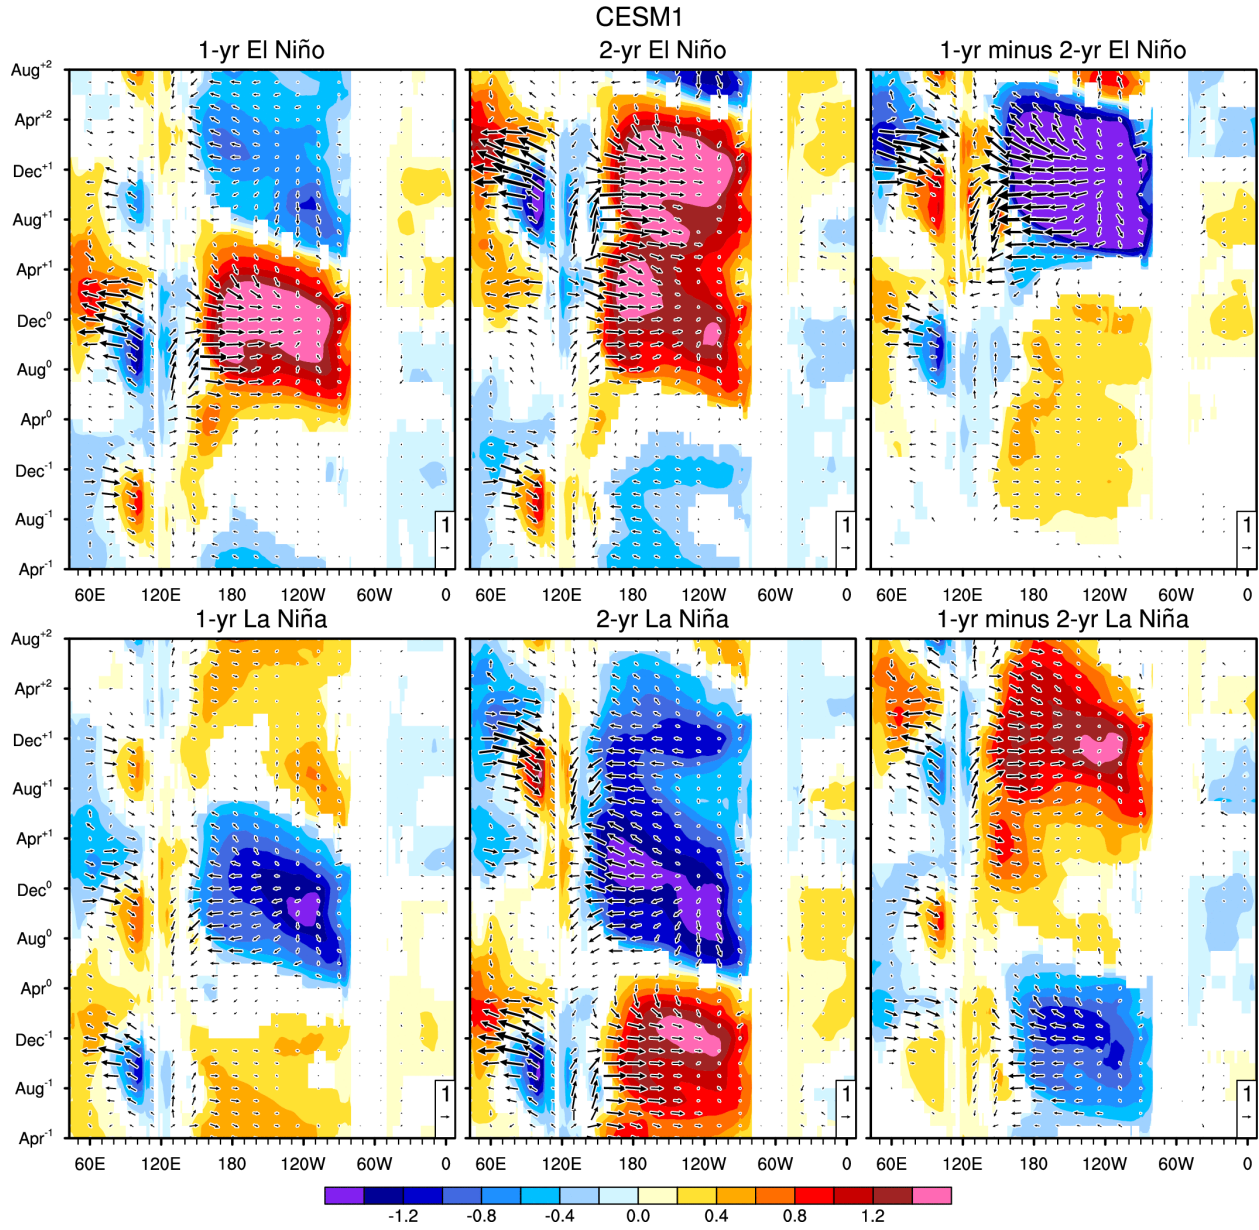 CESM1
1-yr El Niño 2-yr El Niño 1-yr minus 2-yr El Niño
Aug+2
Apr+2
Dec+1
Aug+1
Apr+1
Dec0
Aug0
Apr0
Dec-1
Aug-1
Apr-1
1 1 1
60E 120E 180 120W 60W 0 60E 120E 180 120W 60W 0 60E 120E 180 120W 60W 0
1-yr La Niña 2-yr La Niña 1-yr minus 2-yr La Niña
Aug+2
Apr+2
Dec+1
Aug+1
Apr+1
Dec0
Aug0
Apr0
Dec-1
Aug-1
Apr-1
1 1 1
60E 120E 180 120W 60W 0 60E 120E 180 120W 60W 0 60E 120E 180 120W 60W 0
-1.2 -0.8 -0.4 0.0 0.4 0.8 1.2